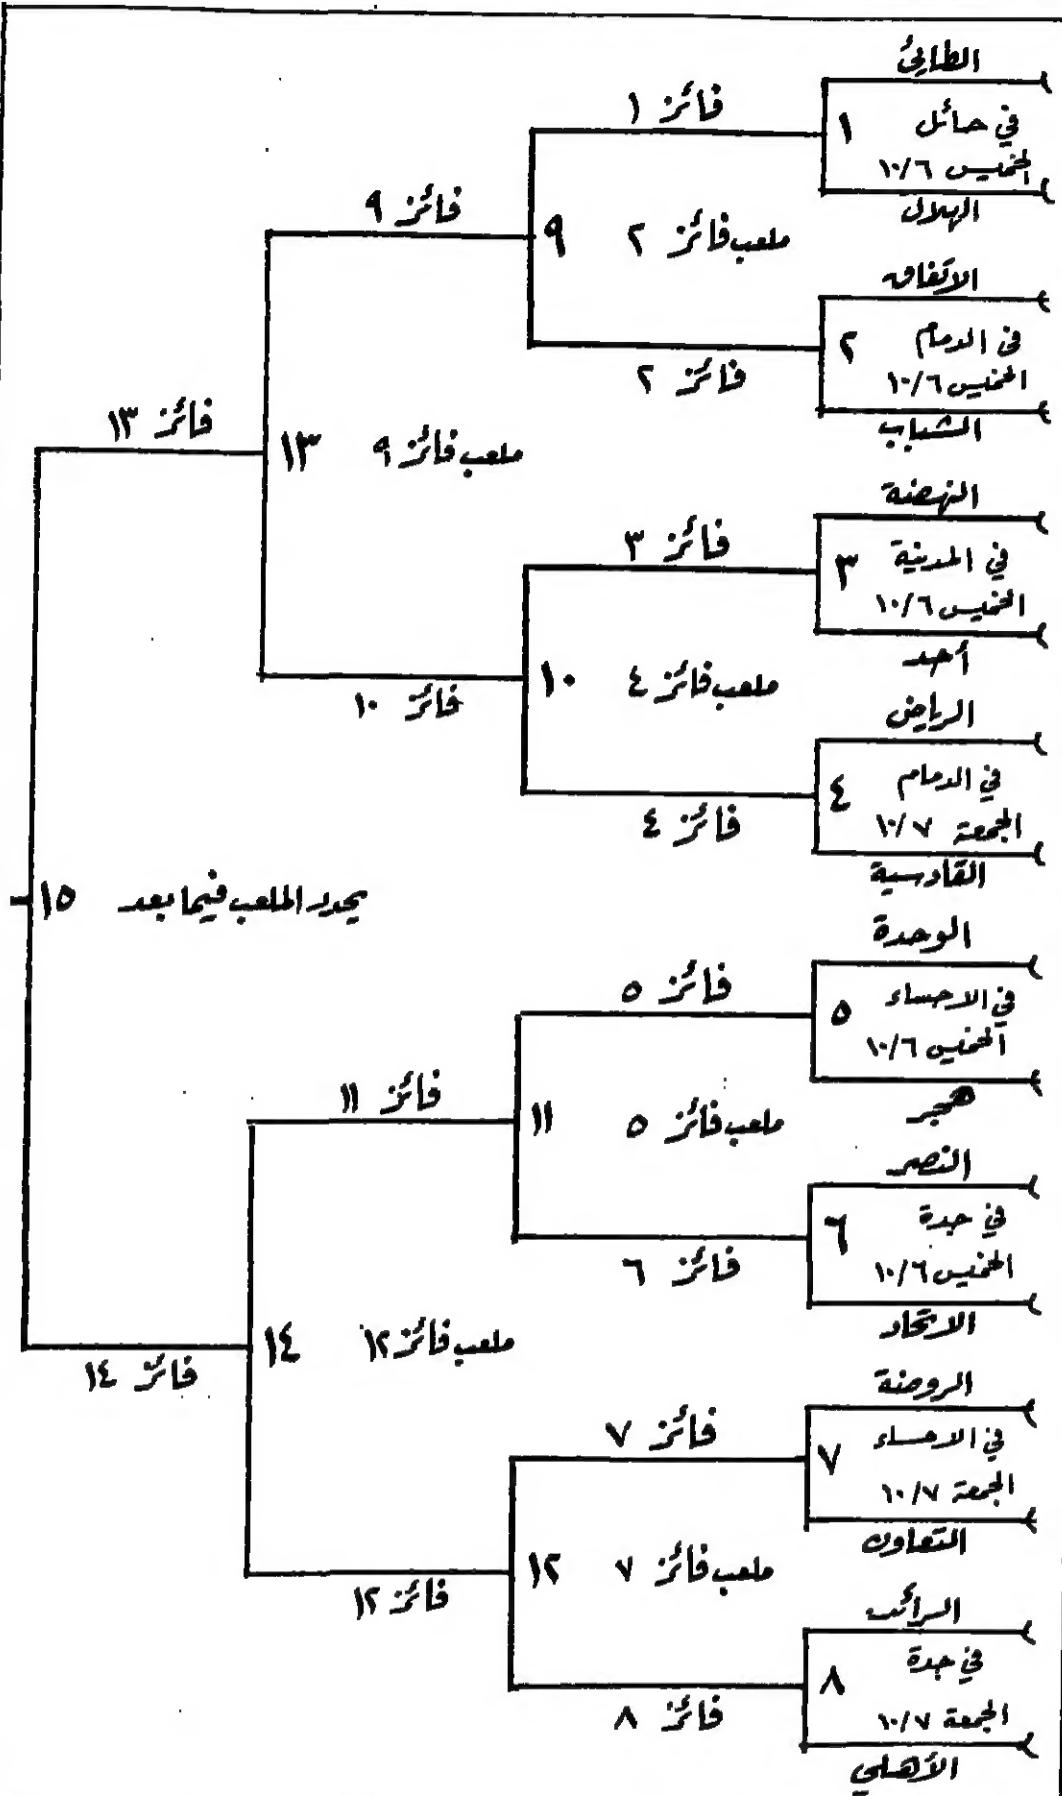 الطائي
١
في حائل
الخميس ١٠/٦
الهلال
فائز ١
فائز ٩
٩
ملعب فائز ٢
الاتفاق
٢
في الدمام
الخميس ١٠/٦
الشباب
فائز ٢
فائز ١٣
١٣
ملعب فائز ٩
النهضة
٣
في المدينة
الخميس ١٠/٦
أحد
فائز ٣
فائز ١٠
١٠
ملعب فائز ٤
الرياض
٤
في الدمام
الجمعة ١٠/٧
القادسية
فائز ٤
١٥
يحدد الملعب فيما بعد
الوحدة
٥
في الاحساء
الخميس ١٠/٦
هجر
فائز ٥
فائز ١١
١١
ملعب فائز ٥
النصر
٦
في جدة
الخميس ١٠/٦
الاتحاد
فائز ٦
فائز ١٤
١٤
ملعب فائز ١٢
الروضة
٧
في الاحساء
الجمعة ١٠/٧
التعاون
فائز ٧
فائز ١٢
١٢
ملعب فائز ٧
الرائد
٨
في جدة
الجمعة ١٠/٧
الأهلي
فائز ٨